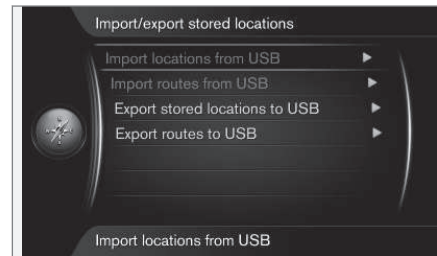 Import/export stored locations
Import locations from USB
Import routes from USB
Export stored locations to USB
Export routes to USB
Import locations from USB